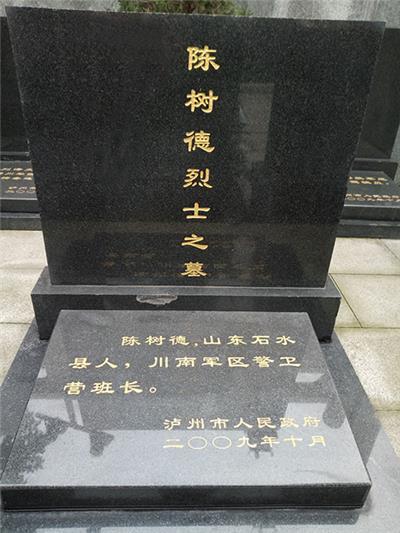 陈树德烈士之墓
陈树德,山东石水
县人，川南军区警卫
营班长。
泸州市人民政府
二〇〇九年十月